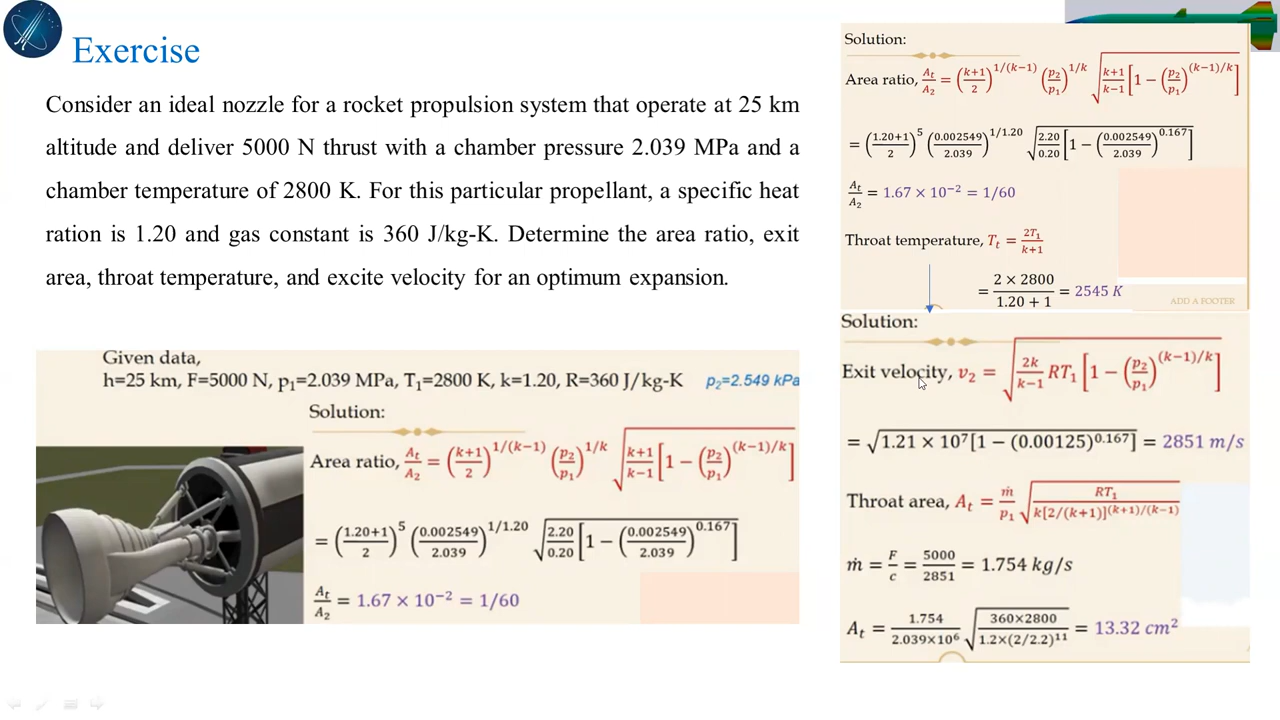 Exercise
Consider an ideal nozzle for a rocket propulsion system that operate at 25 km
altitude and deliver 5000 N thrust with a chamber pressure 2.039 MPa and a
chamber temperature of 2800 K. For this particular propellant, a specific heat
ration is 1.20 and gas constant is 360 J/kg-K. Determine the area ratio, exit
area, throat temperature, and excite velocity for an optimum expansion.
Given data,
h=25 km, F=5000 N, p₁=2.039 MPa, T₁=2800 K, k=1.20, R=360 J/kg-K p₂=2.549 kPa
Solution:
Area ratio, Aₜ/A₂ = ((k+1)/2)^(1/(k−1)) (p₂/p₁)^(1/k) √((k+1)/(k−1) [1 − (p₂/p₁)^((k−1)/k)])
= ((1.20+1)/2)^5 (0.002549/2.039)^(1/1.20) √(2.20/0.20 [1 − (0.002549/2.039)^0.167])
Aₜ/A₂ = 1.67 × 10⁻² = 1/60
Solution:
Area ratio, Aₜ/A₂ = ((k+1)/2)^(1/(k−1)) (p₂/p₁)^(1/k) √((k+1)/(k−1) [1 − (p₂/p₁)^((k−1)/k)])
= ((1.20+1)/2)^5 (0.002549/2.039)^(1/1.20) √(2.20/0.20 [1 − (0.002549/2.039)^0.167])
Aₜ/A₂ = 1.67 × 10⁻² = 1/60
Throat temperature, Tₜ = 2T₁/(k+1)
= (2 × 2800)/(1.20 + 1) = 2545 K
ADD A FOOTER
Solution:
Exit velocity, v₂ = √(2k/(k−1) RT₁ [1 − (p₂/p₁)^((k−1)/k)])
= √(1.21 × 10⁷[1 − (0.00125)^0.167]) = 2851 m/s
Throat area, Aₜ = ṁ/p₁ √(RT₁/(k[2/(k+1)]^((k+1)/(k−1))))
ṁ = F/c = 5000/2851 = 1.754 kg/s
Aₜ = 1.754/(2.039×10⁶) √((360×2800)/(1.2×(2/2.2)¹¹)) = 13.32 cm²